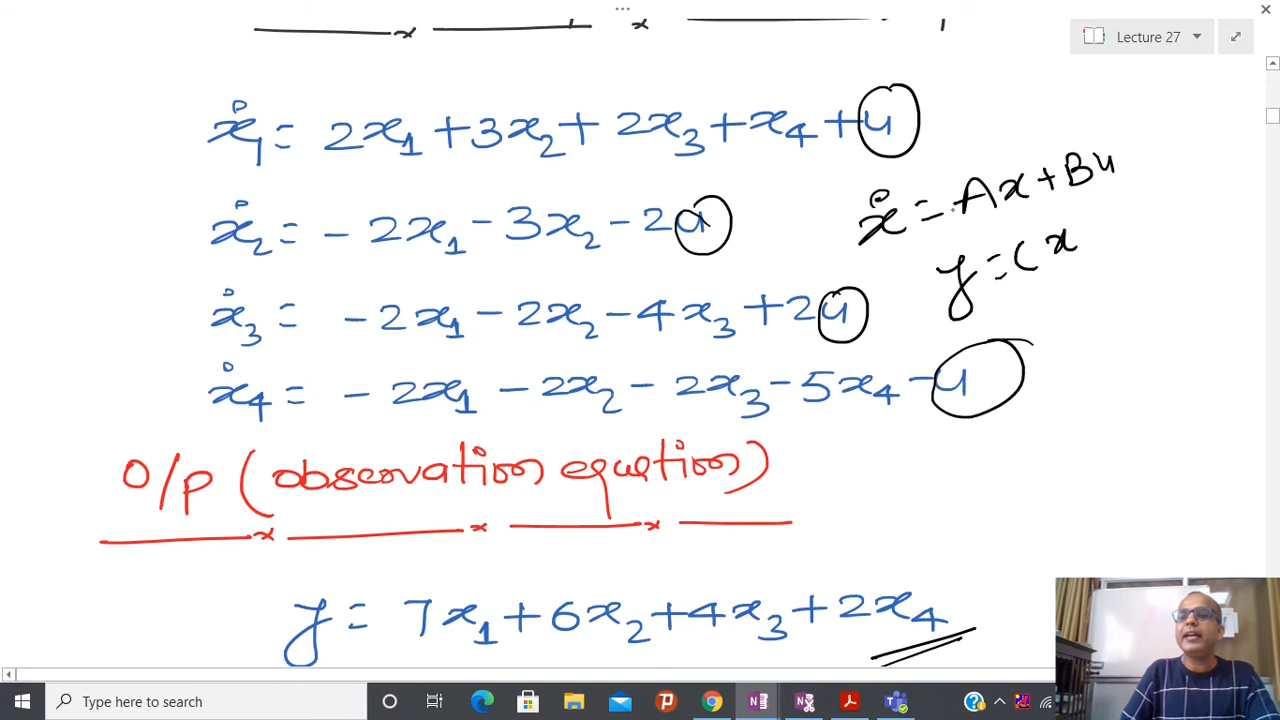 Lecture 27
ẋ₁ = 2x₁ + 3x₂ + 2x₃ + x₄ + u
ẋ = Ax + Bu
ẋ₂ = - 2x₁ - 3x₂ - 2u
y = Cx
ẋ₃ = - 2x₁ - 2x₂ - 4x₃ + 2u
ẋ₄ = - 2x₁ - 2x₂ - 2x₃ - 5x₄ - u
O/P (observation equation)
y = 7x₁ + 6x₂ + 4x₃ + 2x₄
Type here to search